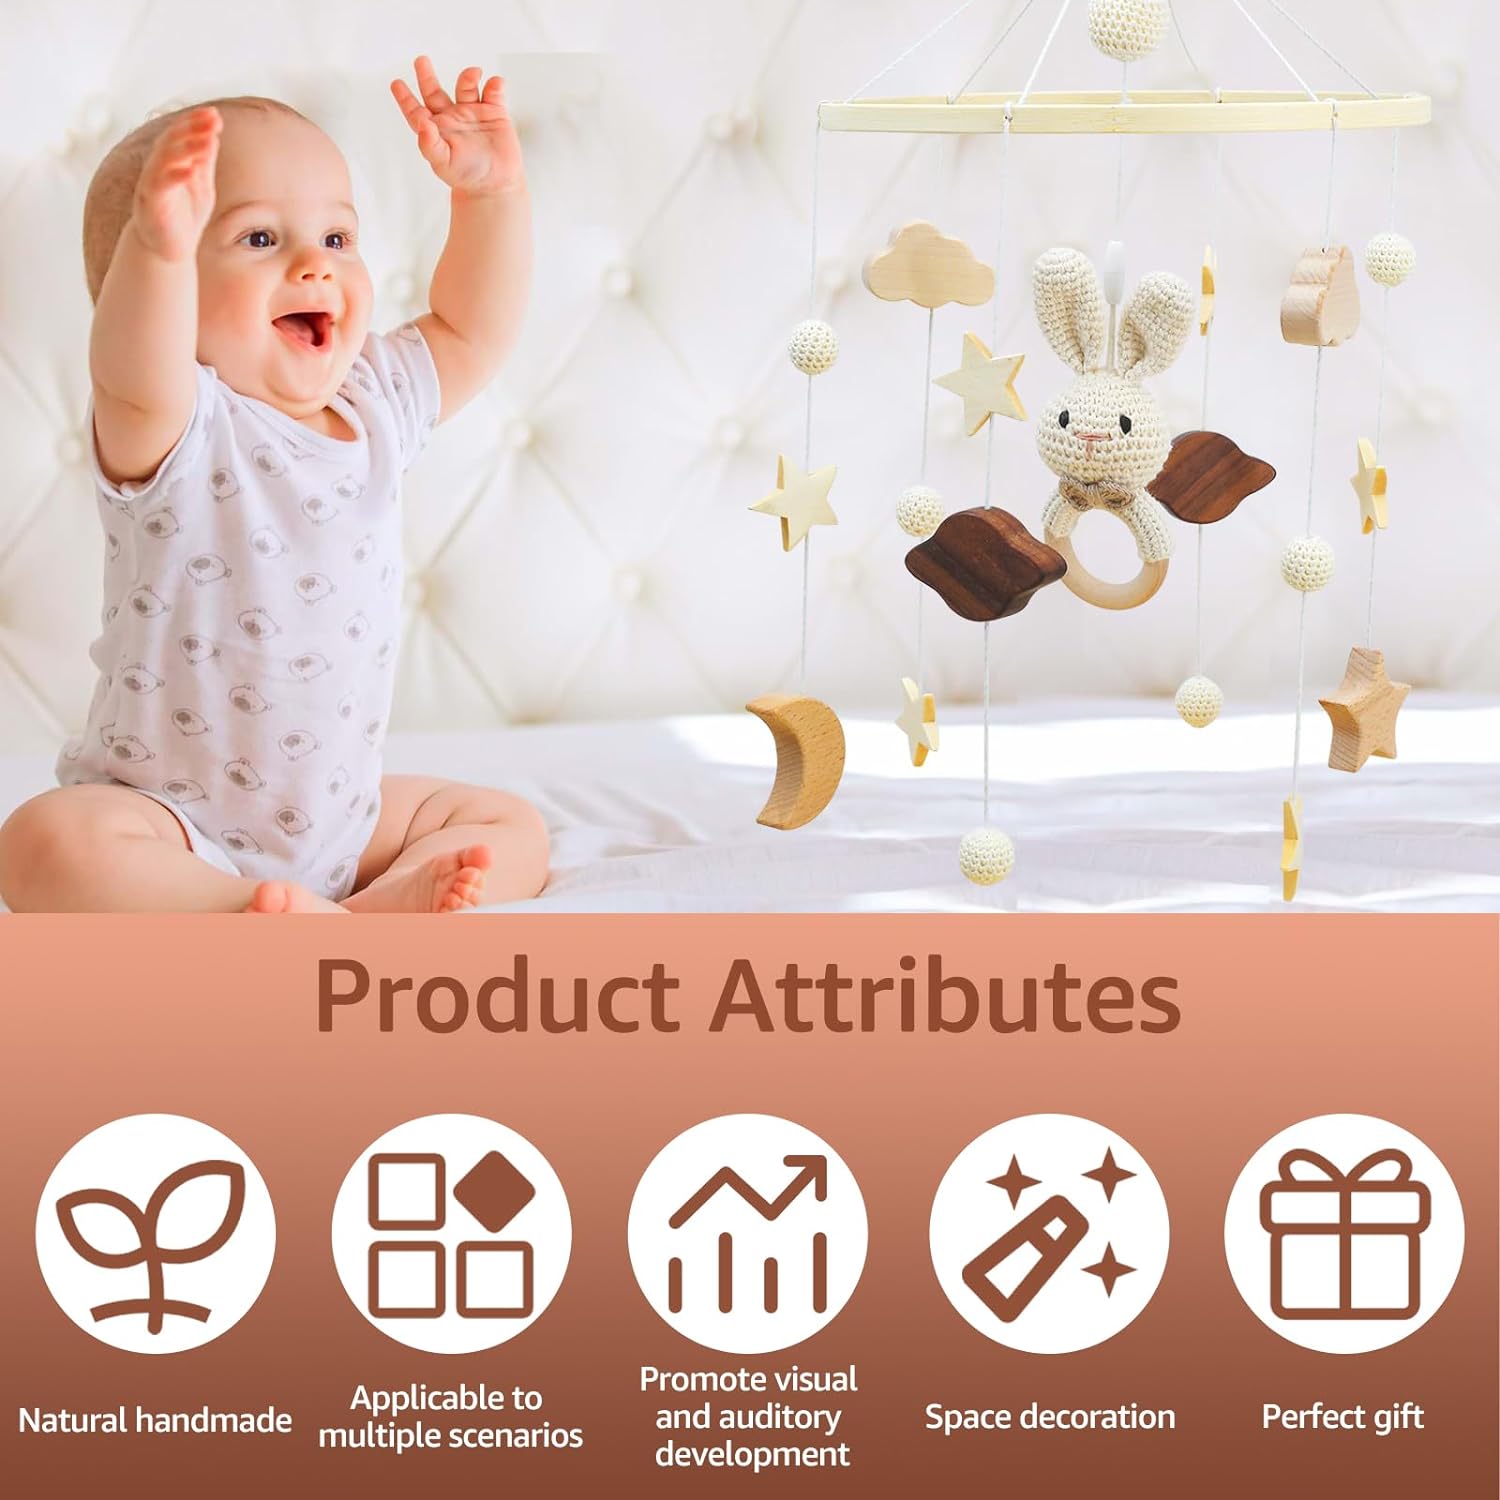 Product Attributes
Natural handmade
Applicable to
multiple scenarios
Promote visual
and auditory
development
Space decoration
Perfect gift